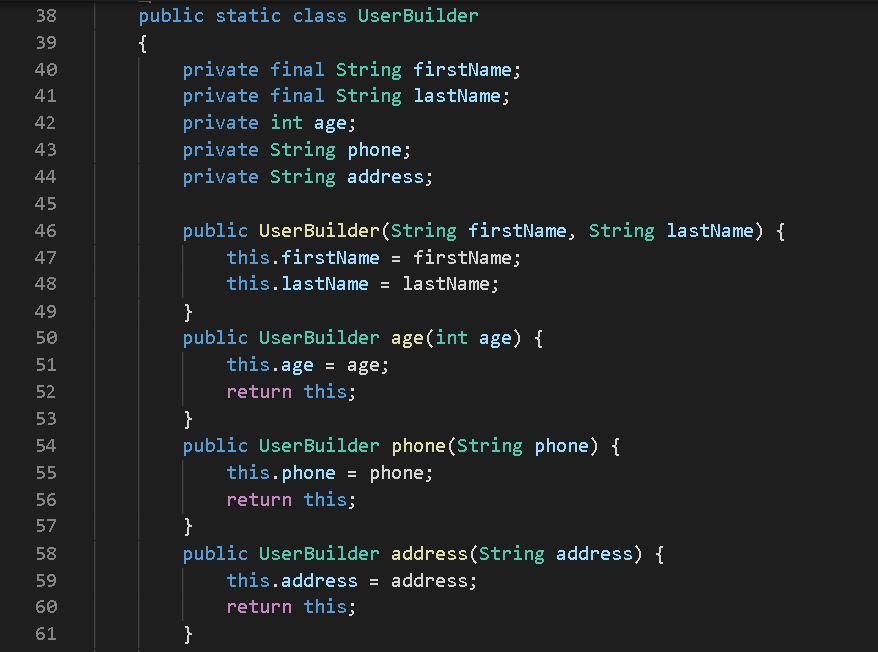 38 public static class UserBuilder
39 {
40 private final String firstName;
41 private final String lastName;
42 private int age;
43 private String phone;
44 private String address;
45
46 public UserBuilder(String firstName, String lastName) {
47 this.firstName = firstName;
48 this.lastName = lastName;
49 }
50 public UserBuilder age(int age) {
51 this.age = age;
52 return this;
53 }
54 public UserBuilder phone(String phone) {
55 this.phone = phone;
56 return this;
57 }
58 public UserBuilder address(String address) {
59 this.address = address;
60 return this;
61 }